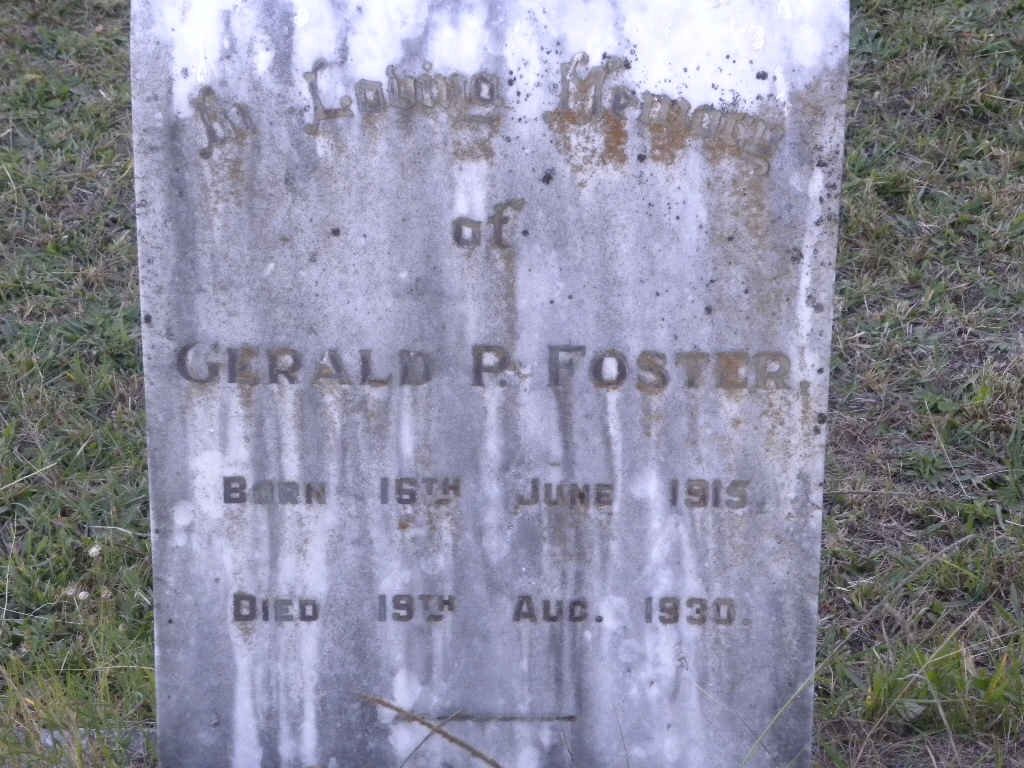 In Loving Memory
of
GERALD P. FOSTER.
BORN 16TH JUNE 1915.
DIED 19TH AUG. 1930.